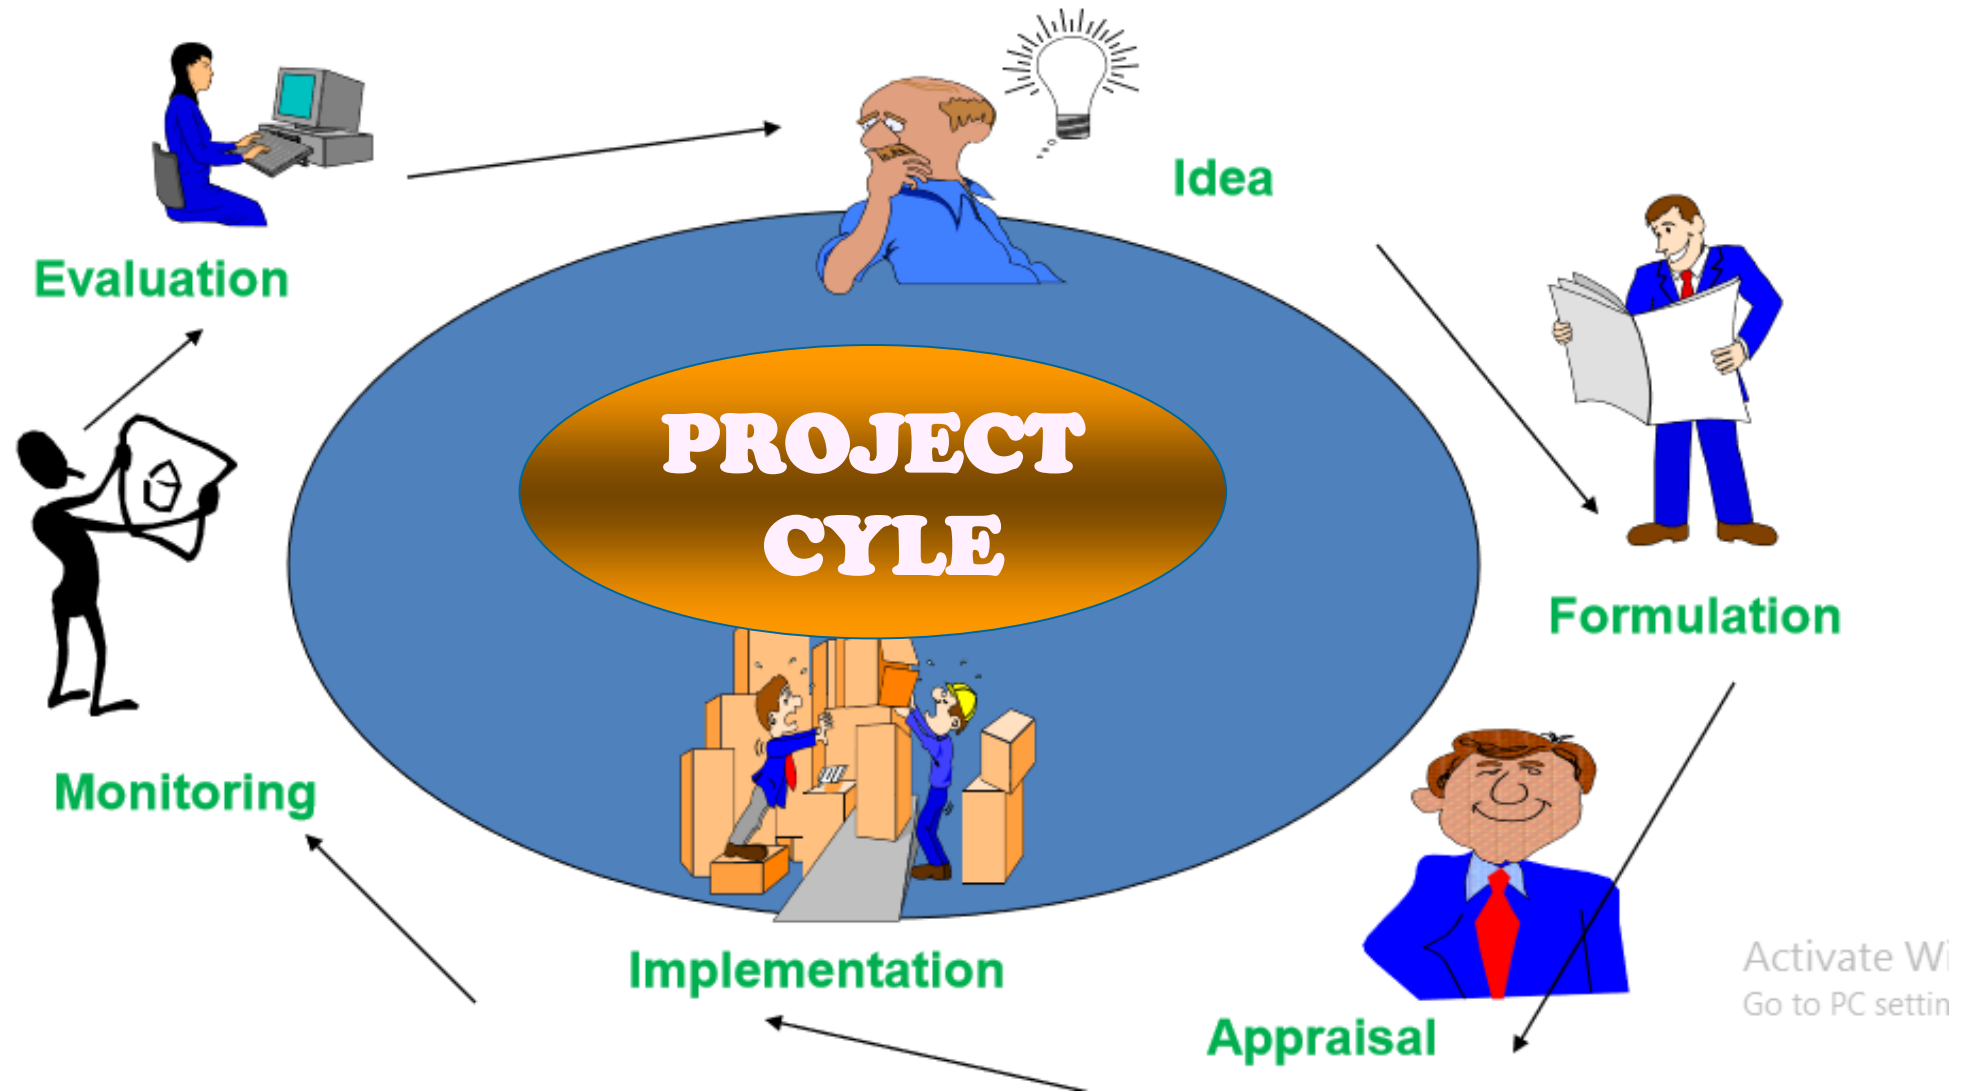 Idea
Evaluation
PROJECT
CYLE
Formulation
Monitoring
Implementation
Appraisal
Activate Wi
Go to PC settin